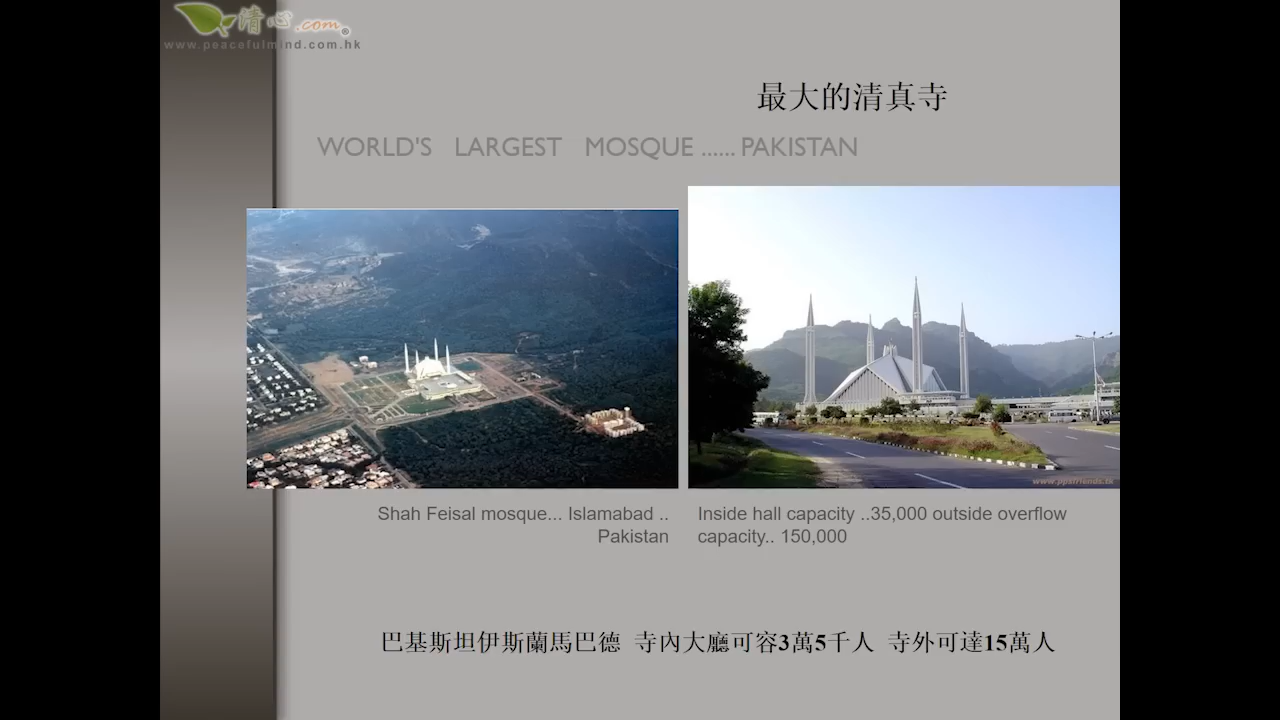 清心.com®
www.peacefulmind.com.hk
最大的清真寺
WORLD'S LARGEST MOSQUE ...... PAKISTAN
www.ppsfriends.tk
Shah Feisal mosque... Islamabad ..
Pakistan
Inside hall capacity ..35,000 outside overflow
capacity.. 150,000
巴基斯坦伊斯蘭馬巴德 寺內大廳可容3萬5千人 寺外可達15萬人